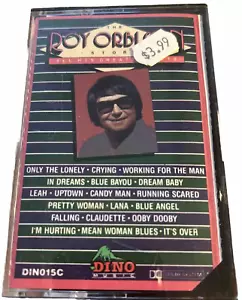 THE
ROY ORBISON
STORY
$3.99
ONLY THE LONELY • CRYING • WORKING FOR THE MAN
IN DREAMS • BLUE BAYOU • DREAM BABY
LEAH • UPTOWN • CANDY MAN • RUNNING SCARED
PRETTY WOMAN • LANA • BLUE ANGEL
FALLING • CLAUDETTE • OOBY DOOBY
I'M HURTING • MEAN WOMAN BLUES • IT'S OVER
DINO
MUSIC
DIN015C